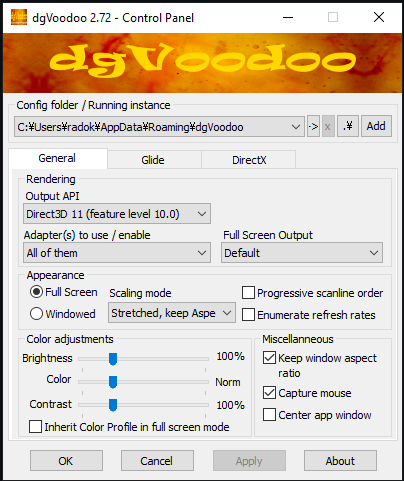 dgVoodoo 2.72 - Control Panel
dgVoodoo
Config folder / Running instance
C:¥Users¥radok¥AppData¥Roaming¥dgVoodoo -> x .¥ Add
General Glide DirectX
Rendering
Output API
Direct3D 11 (feature level 10.0)
Adapter(s) to use / enable Full Screen Output
All of them Default
Appearance
Full Screen Scaling mode Progressive scanline order
Windowed Stretched, keep Aspe Enumerate refresh rates
Color adjustments Miscellaneous
Brightness 100% Keep window aspect
ratio
Color Norm Capture mouse
Contrast 100% Center app window
Inherit Color Profile in full screen mode
OK Cancel Apply About